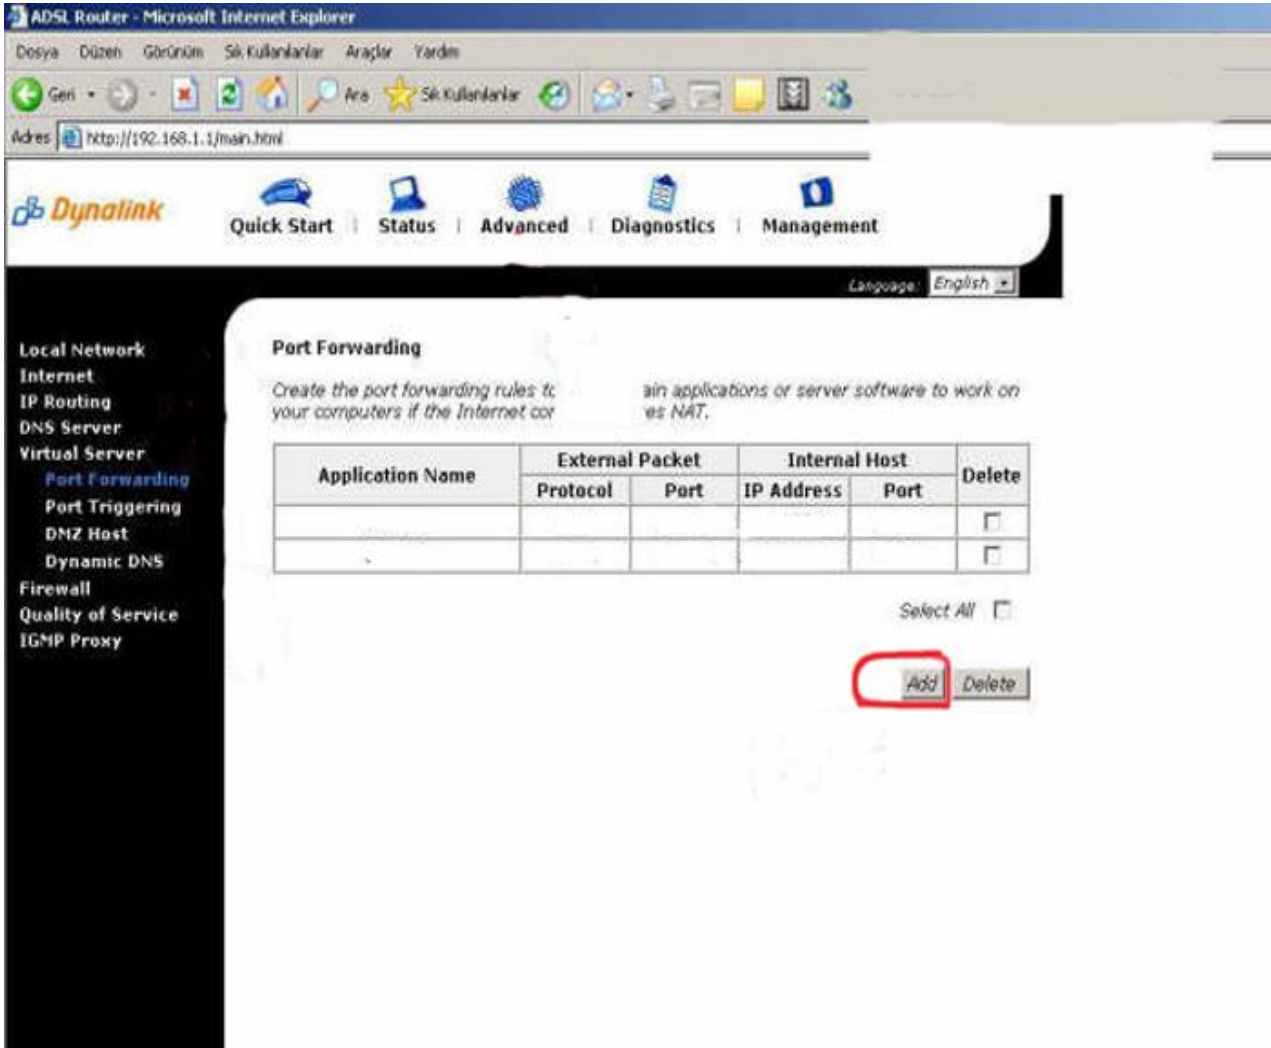 ADSL Router - Microsoft Internet Explorer
Dosya Düzen Görünüm Sık Kullanılanlar Araçlar Yardım
Geri Ara Sık Kullanılanlar
Adres http://192.168.1.1/main.html
Dynalink
Quick Start Status Advanced Diagnostics Management
Language: English
Local Network
Internet
IP Routing
DNS Server
Virtual Server
Port Forwarding
Port Triggering
DMZ Host
Dynamic DNS
Firewall
Quality of Service
IGMP Proxy
Port Forwarding
Create the port forwarding rules ain applications or server software to work on
your computers if the Internet cor es NAT.
Application Name External Packet Internal Host Delete
Protocol Port IP Address Port
Select All
Add Delete